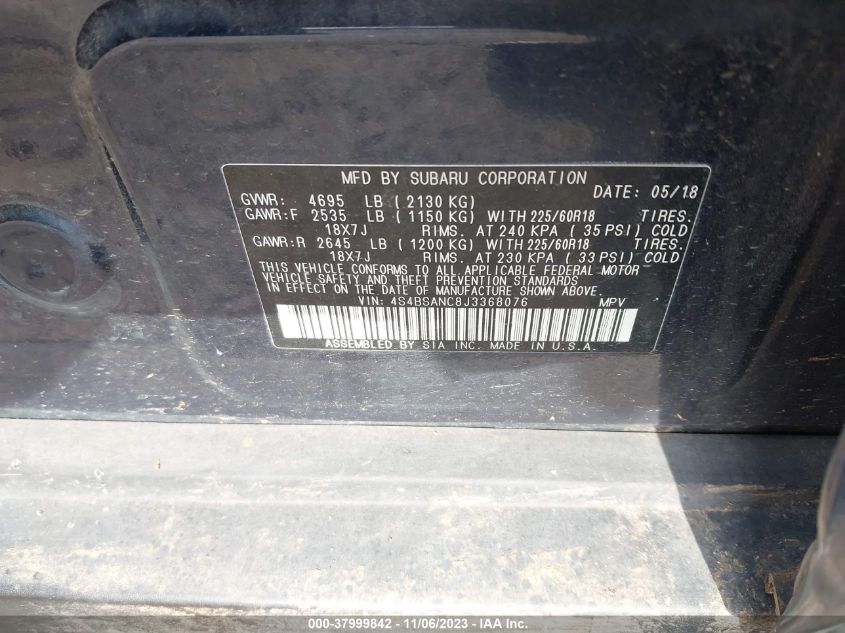 MFD BY SUBARU CORPORATION
DATE: 05/18
GVWR: 4695 LB (2130 KG)
GAWR:F 2535 LB (1150 KG) WITH 225/60R18 TIRES.
18X7J RIMS. AT 240 KPA (35 PSI) COLD
GAWR:R 2645 LB (1200 KG) WITH 225/60R18 TIRES.
18X7J RIMS. AT 230 KPA (33 PSI) COLD
THIS VEHICLE CONFORMS TO ALL APPLICABLE FEDERAL MOTOR
VEHICLE SAFETY AND THEFT PREVENTION STANDARDS
IN EFFECT ON THE DATE OF MANUFACTURE SHOWN ABOVE.
VIN: 4S4BSANC8J3368076 MPV
ASSEMBLED BY SIA INC. MADE IN U.S.A.
000-37999842 - 11/06/2023 - IAA Inc.